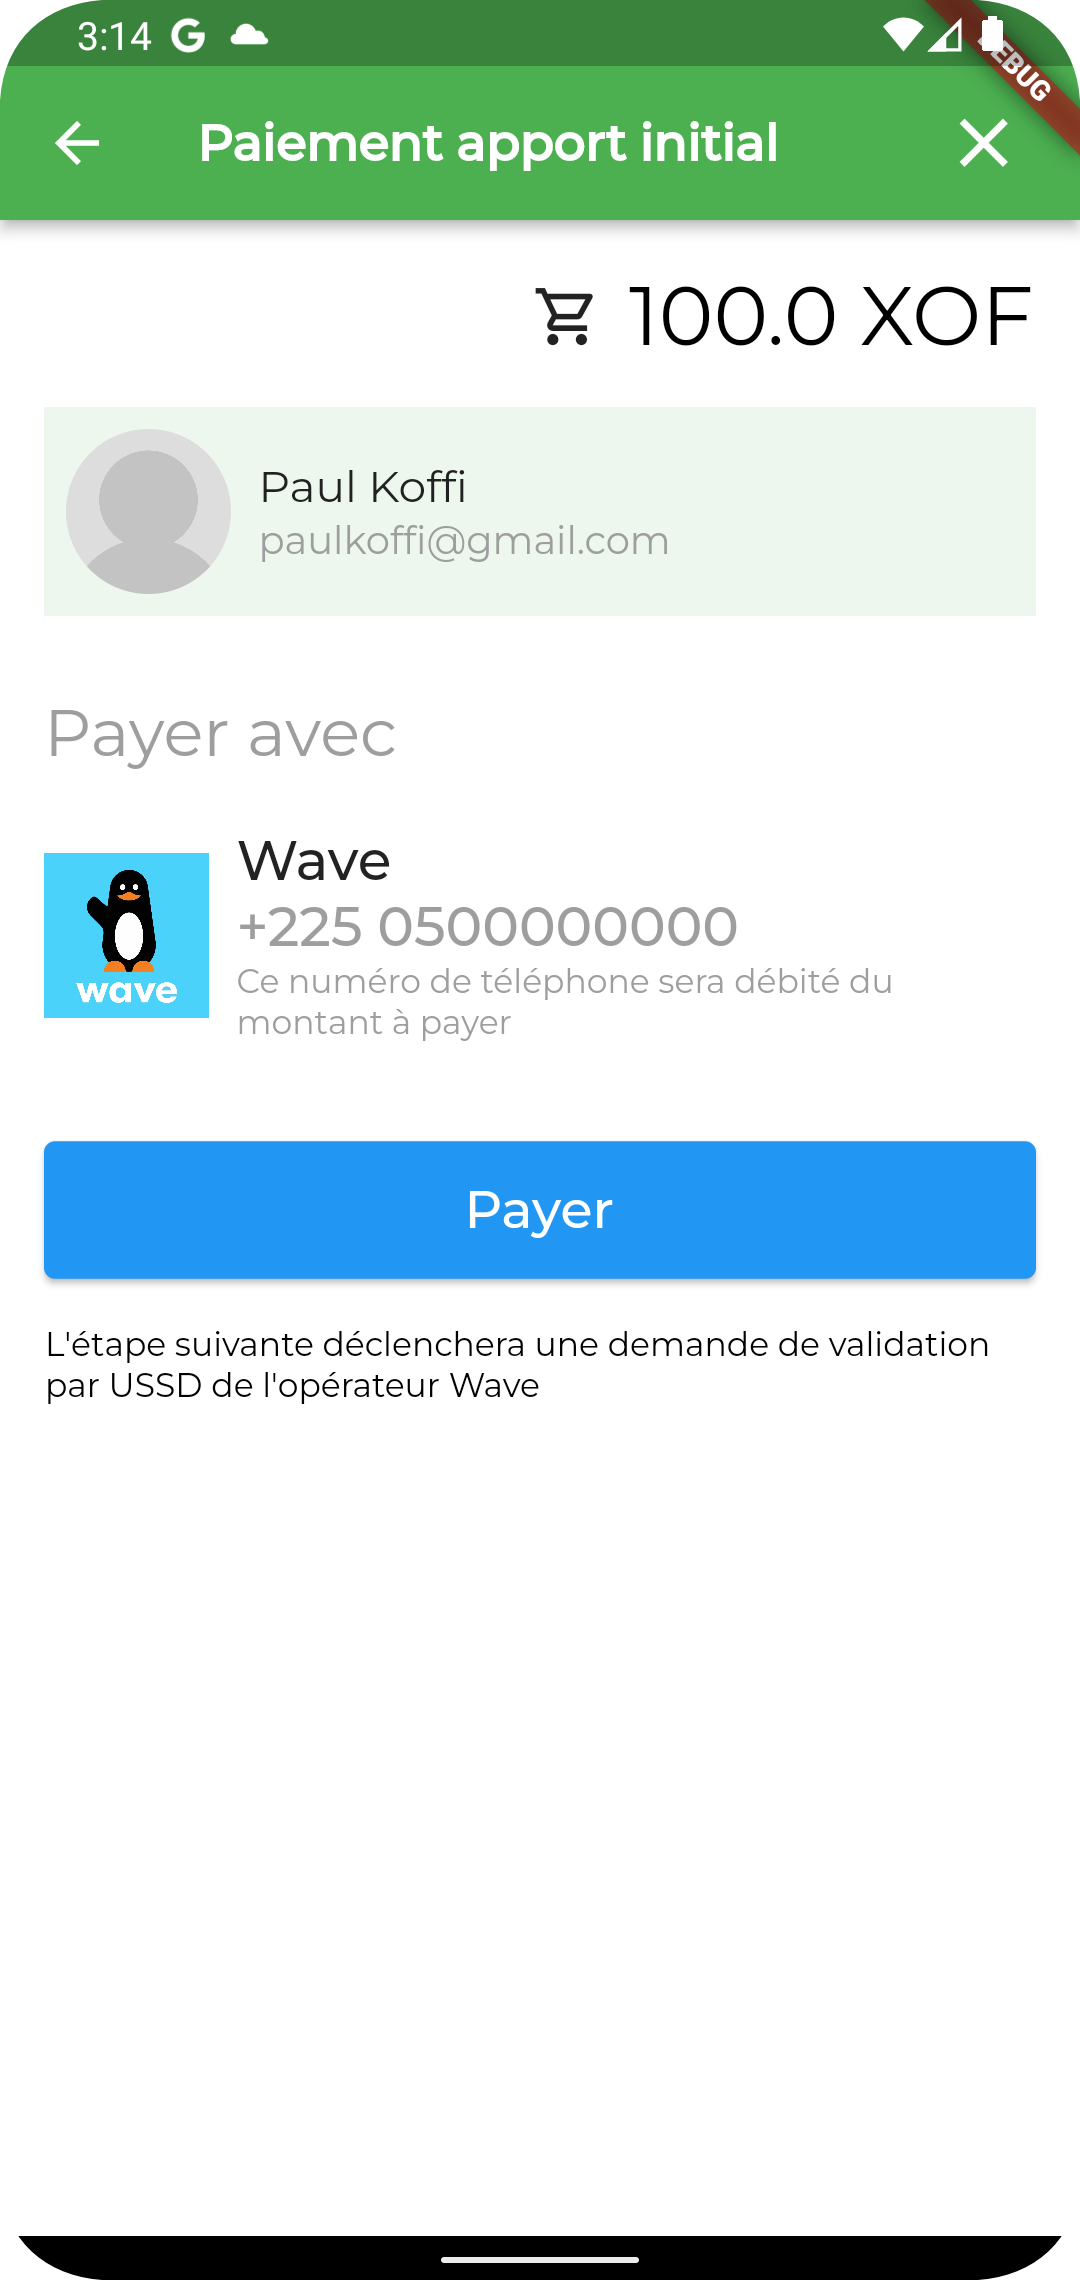 3:14
Paiement apport initial
100.0 XOF
Paul Koffi
paulkoffi@gmail.com
Payer avec
Wave
+225 0500000000
Ce numéro de téléphone sera débité du
montant à payer
wave
Payer
L'étape suivante déclenchera une demande de validation
par USSD de l'opérateur Wave